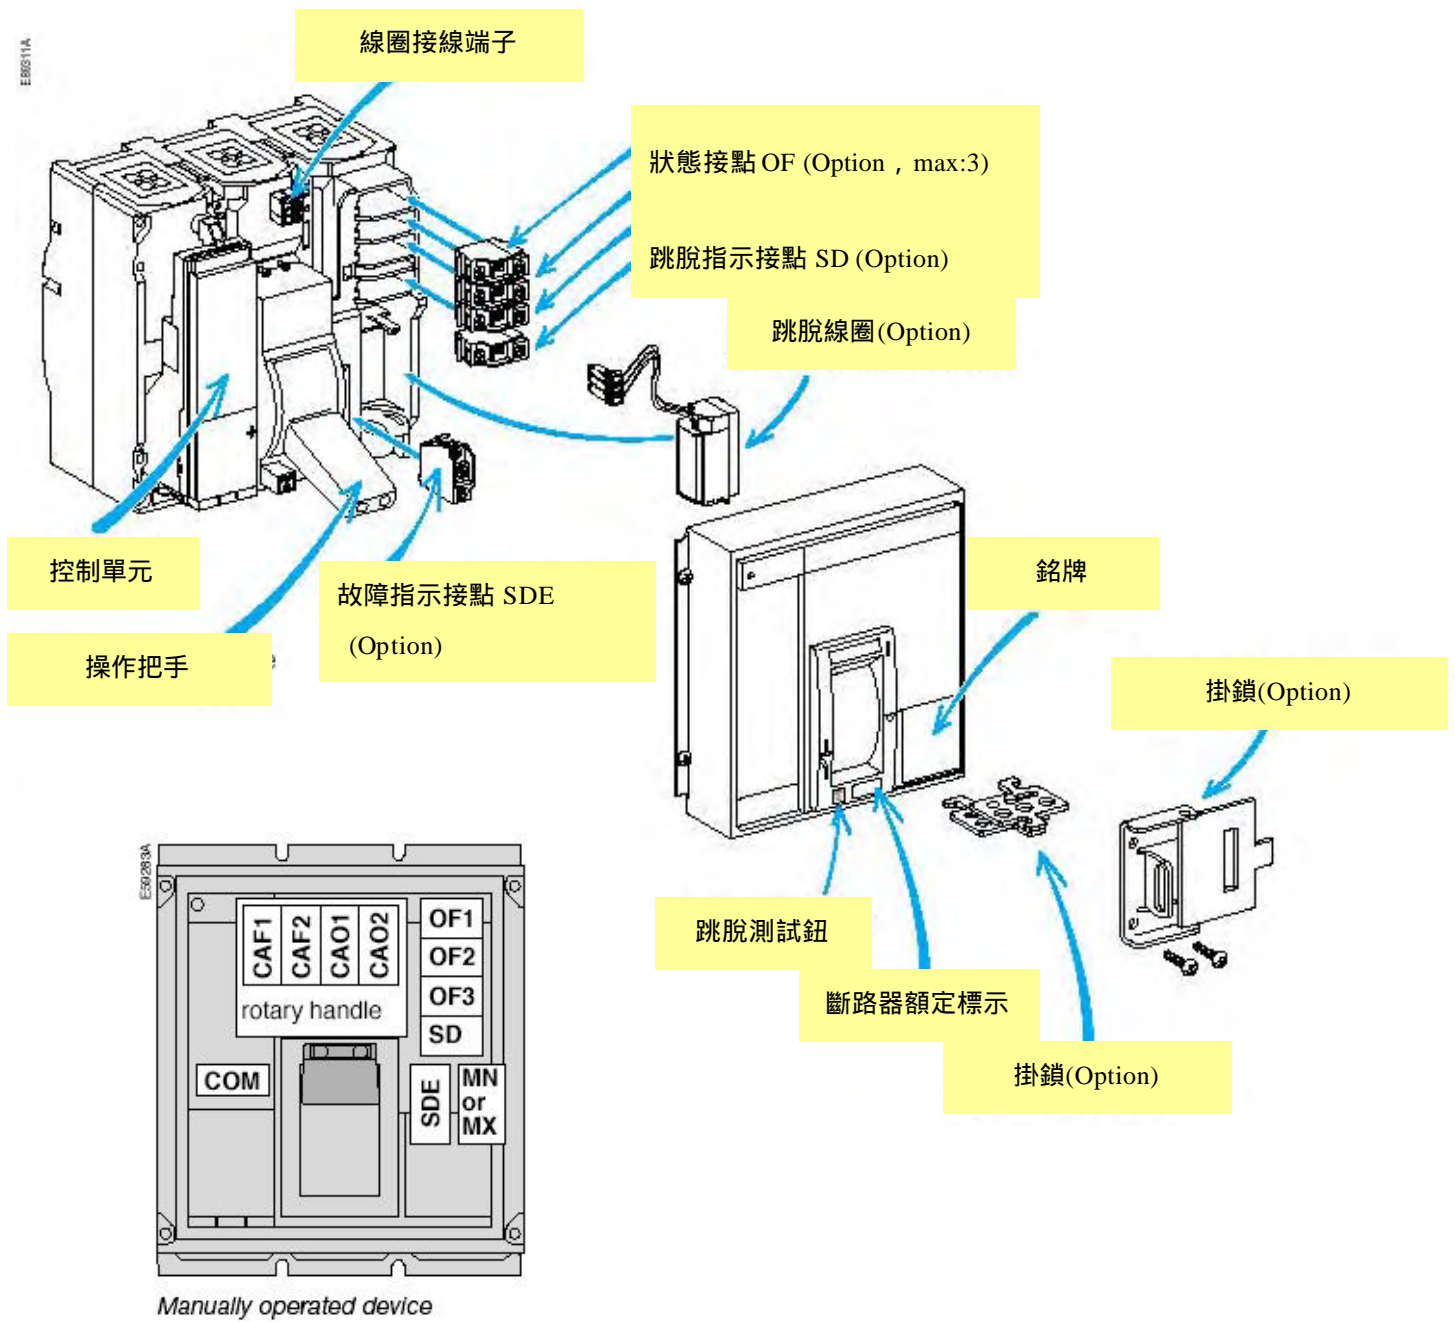 E88311A
線圈接線端子
狀態接點 OF (Option , max:3)
跳脫指示接點 SD (Option)
跳脫線圈(Option)
控制單元
故障指示接點 SDE
(Option)
操作把手
銘牌
掛鎖(Option)
跳脫測試鈕
斷路器額定標示
掛鎖(Option)
E59283A
CAF1
CAF2
CAO1
CAO2
rotary handle
OF1
OF2
OF3
SD
COM
SDE
MN
or
MX
Manually operated device